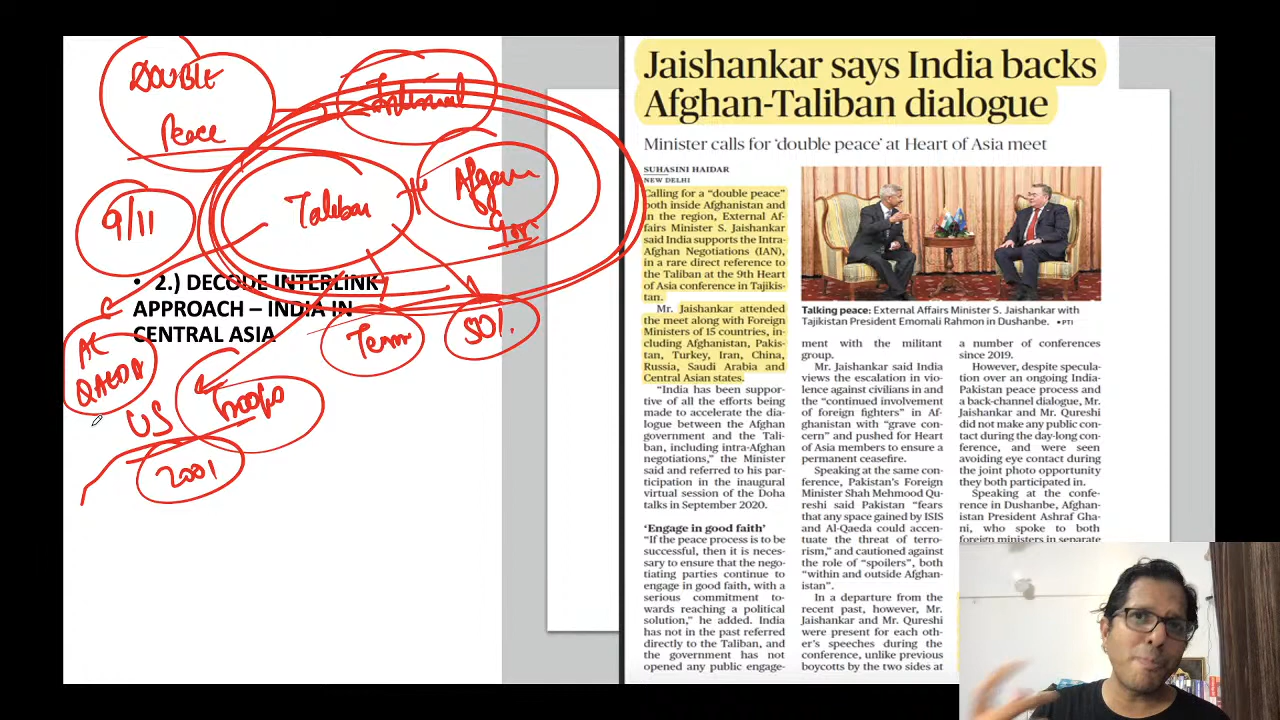 DOUBLE
Peace
Internal
Taliban
Afgan
Gov
9/11
• 2.) DECODE INTERLINK
APPROACH – INDIA IN
CENTRAL ASIA
AL
QAEDA
US
Troops
2001
Terror
50%
Jaishankar says India backs
Afghan-Taliban dialogue
Minister calls for ‘double peace’ at Heart of Asia meet
SUHASINI HAIDAR
NEW DELHI
Calling for a “double peace”
both inside Afghanistan and
in the region, External Af-
fairs Minister S. Jaishankar
said India supports the Intra-
Afghan Negotiations (IAN),
in a rare direct reference to
the Taliban at the 9th Heart
of Asia conference in Tajikis-
tan.
Mr. Jaishankar attended
the meet along with Foreign
Ministers of 15 countries, in-
cluding Afghanistan, Pakis-
tan, Turkey, Iran, China,
Russia, Saudi Arabia and
Central Asian states.
“India has been suppor-
tive of all the efforts being
made to accelerate the dia-
logue between the Afghan
government and the Tali-
ban, including intra-Afghan
negotiations,” the Minister
said and referred to his par-
ticipation in the inaugural
virtual session of the Doha
talks in September 2020.
‘Engage in good faith’
“If the peace process is to be
successful, then it is neces-
sary to ensure that the nego-
tiating parties continue to
engage in good faith, with a
serious commitment to-
wards reaching a political
solution,” he added. India
has not in the past referred
directly to the Taliban, and
the government has not
opened any public engage-
Talking peace: External Affairs Minister S. Jaishankar with
Tajikistan President Emomali Rahmon in Dushanbe. • PTI
ment with the militant
group.
Mr. Jaishankar said India
views the escalation in vio-
lence against civilians in and
the “continued involvement
of foreign fighters” in Af-
ghanistan with “grave con-
cern” and pushed for Heart
of Asia members to ensure a
permanent ceasefire.
Speaking at the same con-
ference, Pakistan’s Foreign
Minister Shah Mehmood Qu-
reshi said Pakistan “fears
that any space gained by ISIS
and Al-Qaeda could accen-
tuate the threat of terro-
rism,” and cautioned against
the role of “spoilers”, both
“within and outside Afghan-
istan”.
In a departure from the
recent past, however, Mr.
Jaishankar and Mr. Qureshi
were present for each oth-
er’s speeches during the
conference, unlike previous
boycotts by the two sides at
a number of conferences
since 2019.
However, despite specula-
tion over an ongoing India-
Pakistan peace process and
a back-channel dialogue, Mr.
Jaishankar and Mr. Qureshi
did not make any public con-
tact during the day-long con-
ference, and were seen
avoiding eye contact during
the joint photo opportunity
they both participated in.
Speaking at the confe-
rence in Dushanbe, Afghan-
istan President Ashraf Gha-
ni, who spoke to both
foreign ministers in separate